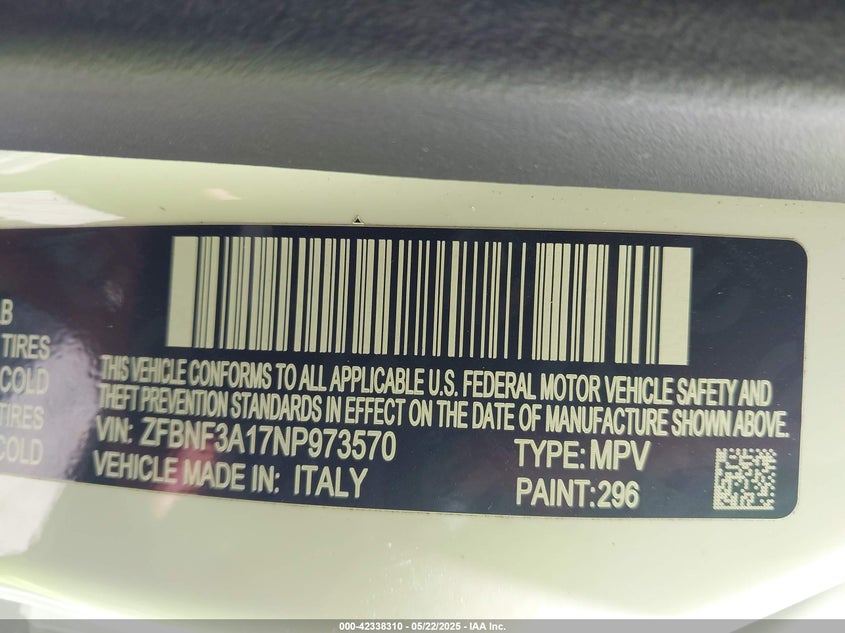 B
TIRES
COLD
TIRES
COLD
THIS VEHICLE CONFORMS TO ALL APPLICABLE U.S. FEDERAL MOTOR VEHICLE SAFETY AND
THEFT PREVENTION STANDARDS IN EFFECT ON THE DATE OF MANUFACTURE SHOWN ABOVE.
VIN: ZFBNF3A17NP973570
TYPE: MPV
VEHICLE MADE IN: ITALY
PAINT: 296
000-42338310 - 05/22/2025 - IAA Inc.